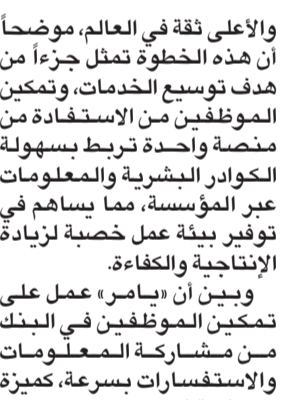 والأعلى ثقة في العالم، موضحاً
أن هذه الخطوة تمثل جزءاً من
هدف توسيع الخدمات، وتمكين
الموظفين من الاستفادة من
منصة واحدة تربط بسهولة
الكوادر البشرية والمعلومات
عبر المؤسسة، مما يساهم في
توفير بيئة عمل خصبة لزيادة
الإنتاجية والكفاءة.
وبين أن «يامر» عمل على
تمكين الموظفين في البنك
من مشاركة المعلومات
والاستفسارات بسرعة، كميزة